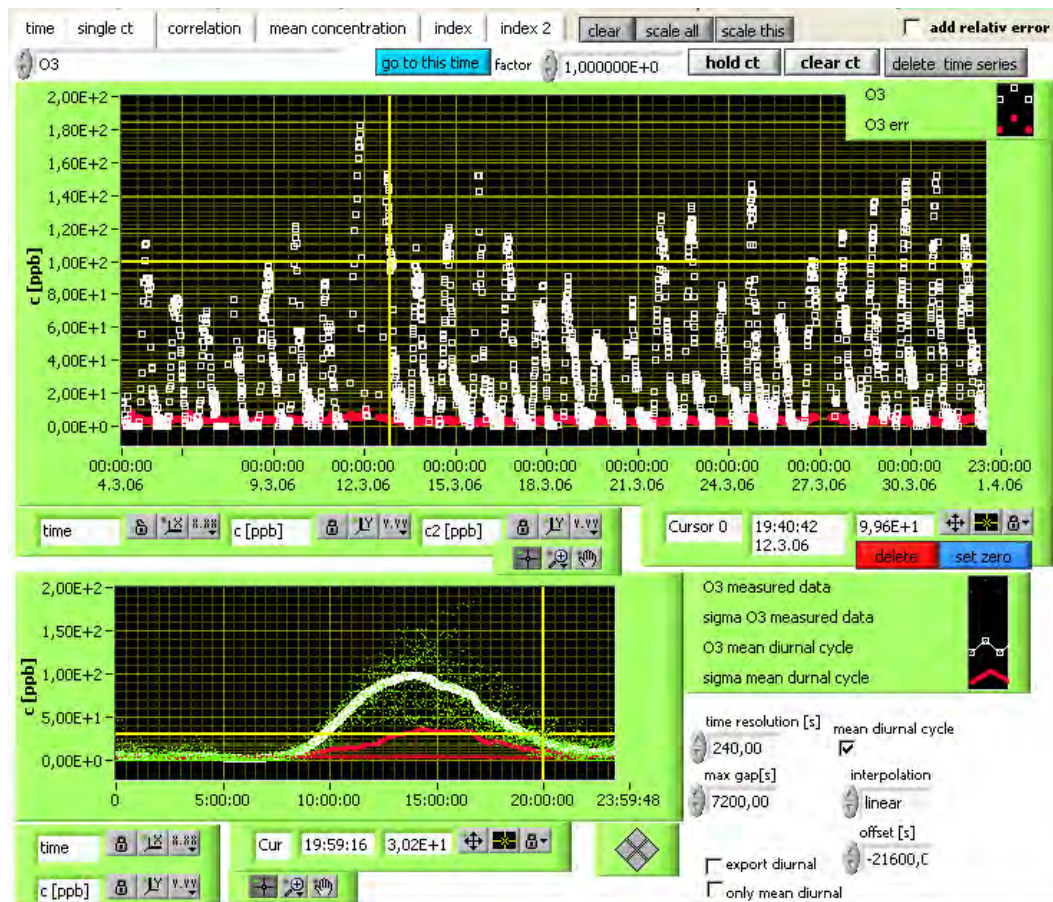 time single ct correlation mean concentration index index 2 clear scale all scale this add relativ error
O3 go to this time factor 1,000000E+0 hold ct clear ct delete time series
O3
O3 err
c [ppb]
2,00E+2
1,80E+2
1,60E+2
1,40E+2
1,20E+2
1,00E+2
8,00E+1
6,00E+1
4,00E+1
2,00E+1
0,00E+0
00:00:00 00:00:00 00:00:00 00:00:00 00:00:00 00:00:00 00:00:00 00:00:00 00:00:00 23:00:00
4.3.06 9.3.06 12.3.06 15.3.06 18.3.06 21.3.06 24.3.06 27.3.06 30.3.06 1.4.06
time X 8.88 c [ppb] Y Y.YY c2 [ppb] Y Y.YY
Cursor 0 19:40:42 9,96E+1
12.3.06
delete set zero
c [ppb]
2,00E+2
1,50E+2
1,00E+2
5,00E+1
0,00E+0
0 5:00:00 10:00:00 15:00:00 20:00:00 23:59:48
O3 measured data
sigma O3 measured data
O3 mean diurnal cycle
sigma mean durnal cycle
time resolution [s] mean diurnal cycle
240,00
max gap[s] interpolation
7200,00 linear
offset [s]
-21600,0
export diurnal
only mean diurnal
time X 8.88
Cur 19:59:16 3,02E+1
c [ppb] Y Y.YY